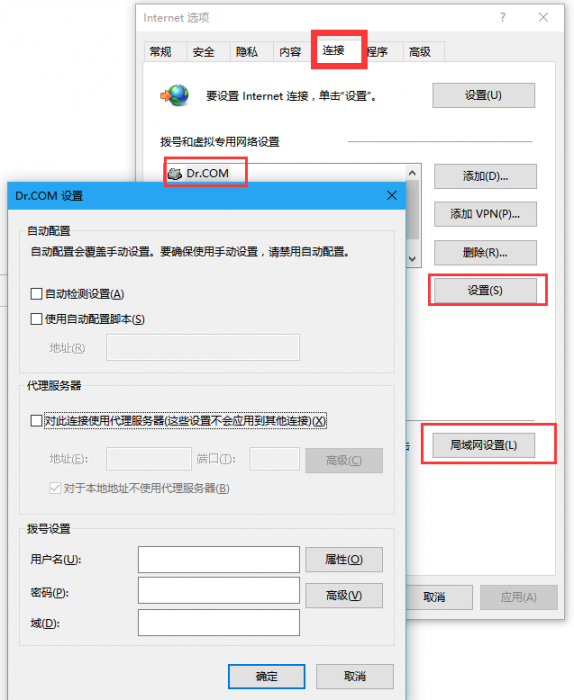 Internet 选项
常规 安全 隐私 内容 连接 程序 高级
要设置 Internet 连接，单击“设置”。
设置(U)
拨号和虚拟专用网络设置
Dr.COM
添加(D)...
添加 VPN(P)...
删除(R)...
设置(S)
局域网设置(L)
取消
应用(A)
Dr.COM 设置
自动配置
自动配置会覆盖手动设置。要确保使用手动设置，请禁用自动配置。
自动检测设置(A)
使用自动配置脚本(S)
地址(R)
代理服务器
对此连接使用代理服务器(这些设置不会应用到其他连接)(X)
地址(E): 端口(T): 高级(C)
对于本地地址不使用代理服务器(B)
拨号设置
用户名(U): 属性(O)
密码(P): 高级(V)
域(D):
确定 取消